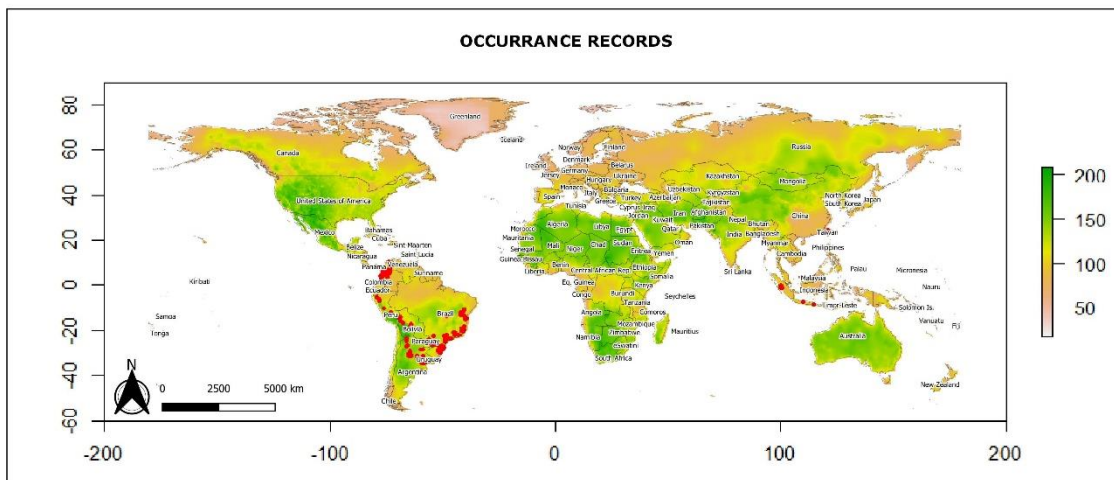 OCCURRANCE RECORDS
80
60
40
20
0
-20
-40
-60
-200
-100
0
100
200
200
150
100
50
N
0 2500 5000 km
Greenland
Iceland
Canada
United States of America
Mexico
Bahamas
Cuba
Belize
Nicaragua
Sint Maarten
Saint Lucia
Panama
Venezuela
Colombia
Suriname
Ecuador
Peru
Brazil
Bolivia
Paraguay
Uruguay
Argentina
Chile
Kiribati
Samoa
Tonga
Norway
Finland
Denmark
Ireland
Germany
Belarus
Jersey
Hungary
Ukraine
Monaco
Italy
Bulgaria
Spain
Greece
Turkey
Tunisia
Cyprus
Iraq
Jordan
Azerbaijan
Uzbekistan
Kazakhstan
Kyrgyzstan
Tajikistan
Iran
Afghanistan
Kuwait
Pakistan
Qatar
Oman
Yemen
Russia
Mongolia
North Korea
South Korea
Japan
China
Taiwan
Nepal
Bhutan
India
Bangladesh
Myanmar
Cambodia
Philippines
Sri Lanka
Malaysia
Indonesia
Timor-Leste
Palau
Micronesia
Nauru
Solomon Is.
Vanuatu
Fiji
Australia
New Zealand
Morocco
Algeria
Libya
Egypt
Mauritania
Mali
Niger
Chad
Sudan
Eritrea
Senegal
Guinea-Bissau
Liberia
Benin
Central African Rep.
Ethiopia
Somalia
Eq. Guinea
Kenya
Congo
Burundi
Tanzania
Seychelles
Comoros
Angola
Mozambique
Zimbabwe
Mauritius
Namibia
eSwatini
South Africa